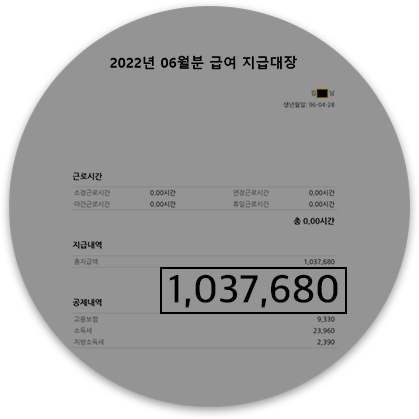 2022년 06월분 급여 지급대장
김 님
생년월일: 96-04-28
근로시간
소정근로시간 0.00시간 연장근로시간 0.00시간
야간근로시간 0.00시간 휴일근로시간 0.00시간
총 0.00시간
지급내역
총지급액 1,037,680
1,037,680
공제내역
고용보험 9,330
소득세 23,960
지방소득세 2,390